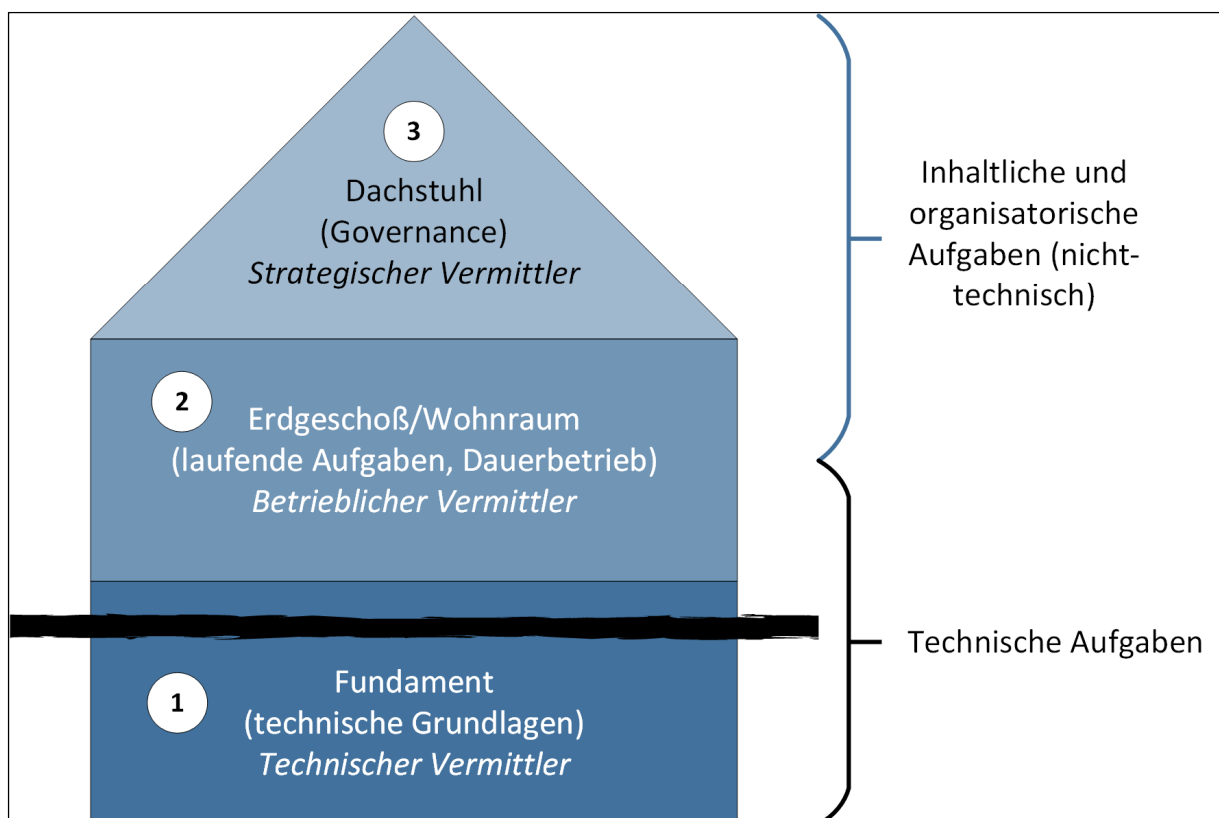 3
Dachstuhl
(Governance)
Strategischer Vermittler
2
Erdgeschoß/Wohnraum
(laufende Aufgaben, Dauerbetrieb)
Betrieblicher Vermittler
1
Fundament
(technische Grundlagen)
Technischer Vermittler
Inhaltliche und
organisatorische
Aufgaben (nicht-
technisch)
Technische Aufgaben